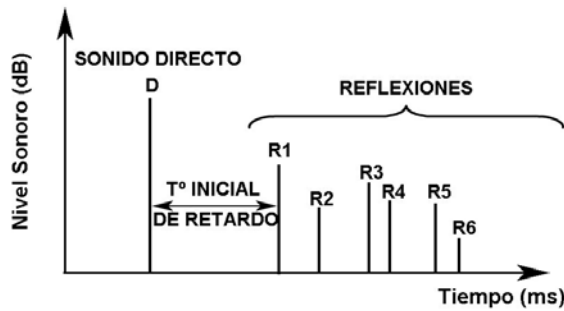 SONIDO DIRECTO
D
REFLEXIONES
Nivel Sonoro (dB)
R1
R2
R3
R4
R5
R6
Tº INICIAL
DE RETARDO
Tiempo (ms)